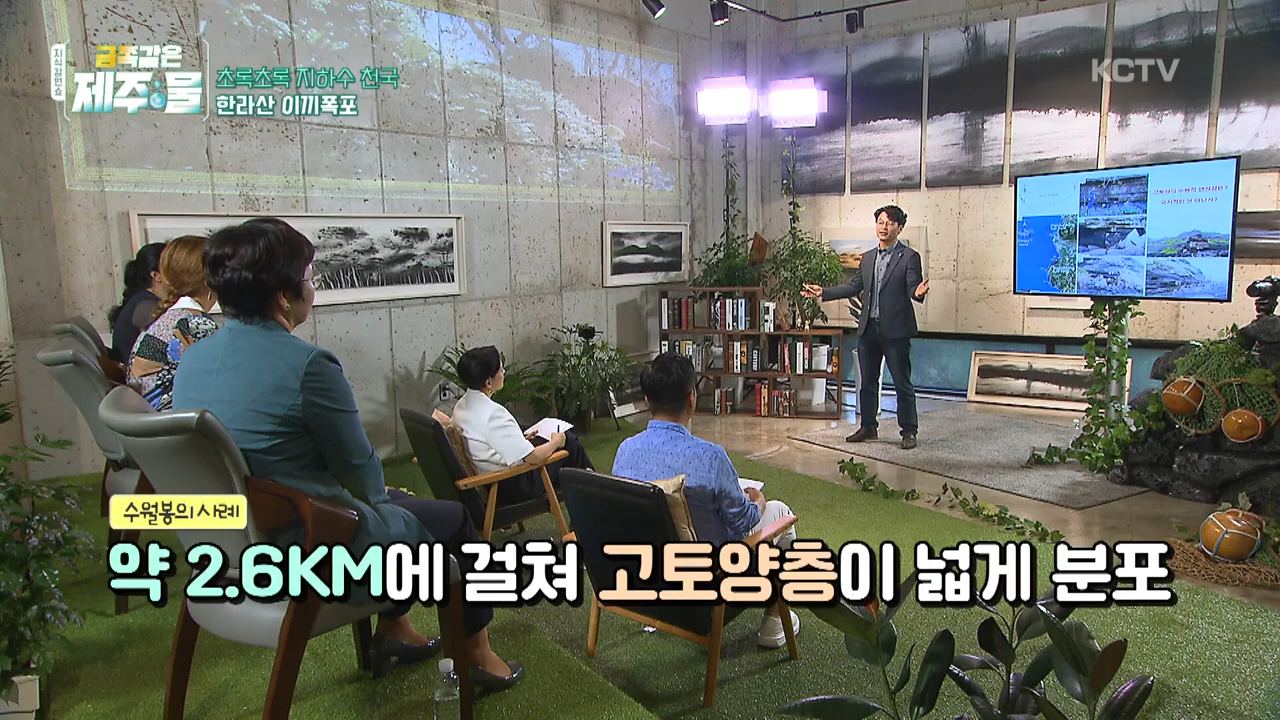 지식강연쇼
금쪽같은
제주물
초록초록 지하수 천국
한라산 이끼폭포
KCTV
수월봉의 사례
약 2.6KM에 걸쳐 고토양층이 넓게 분포